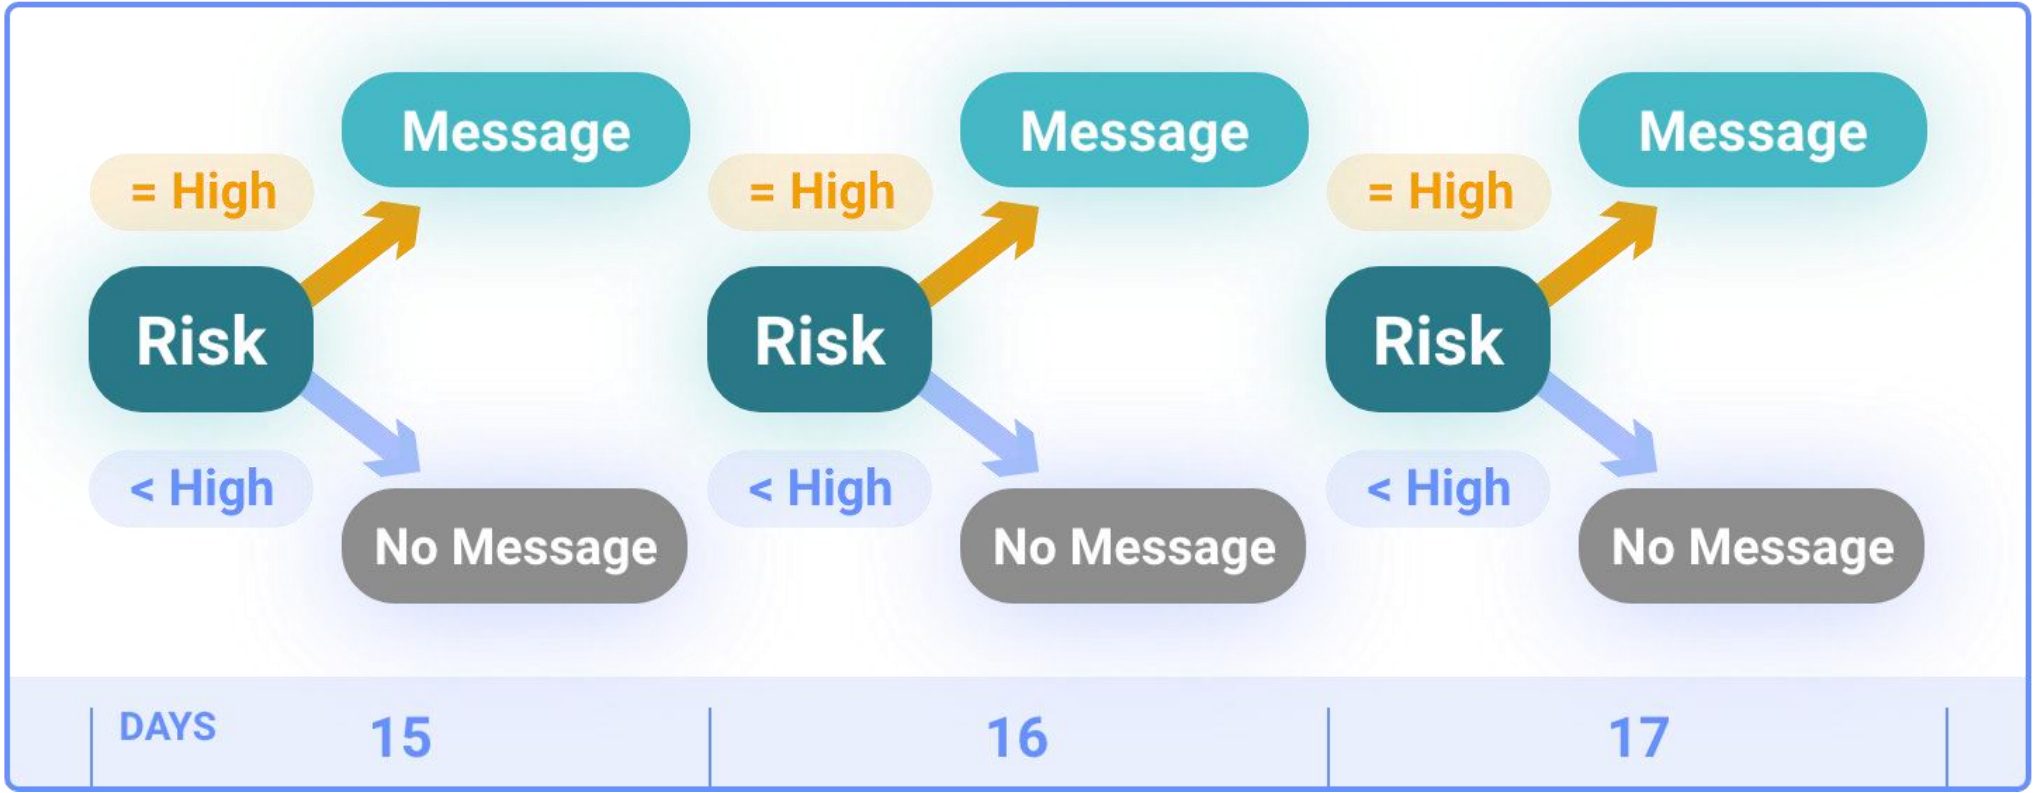 Message
= High
Risk
< High
No Message
Message
= High
Risk
< High
No Message
Message
= High
Risk
< High
No Message
DAYS 15 16 17